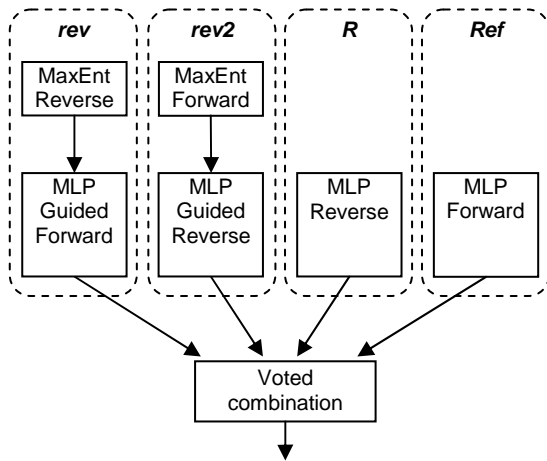 rev
rev2
R
Ref
MaxEnt
Reverse
MaxEnt
Forward
MLP
Guided
Forward
MLP
Guided
Reverse
MLP
Reverse
MLP
Forward
Voted
combination